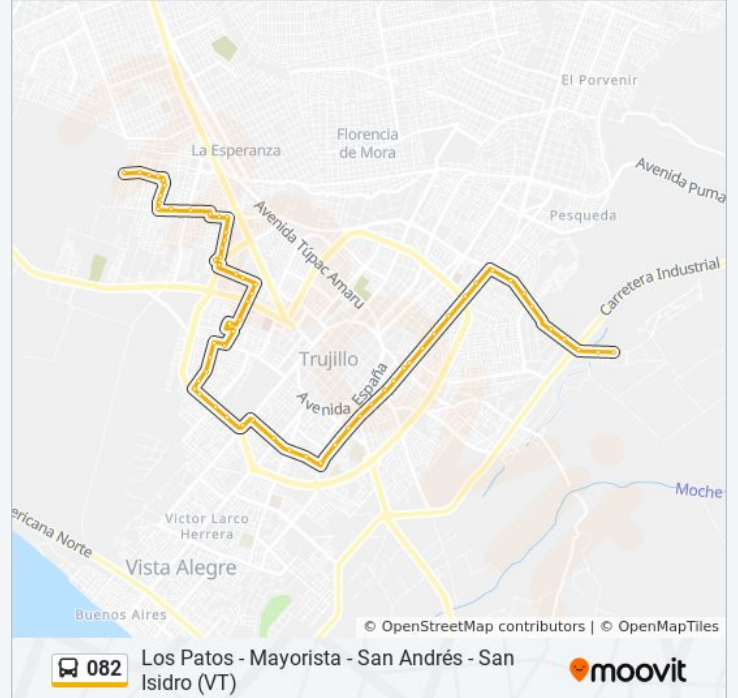 El Porvenir
Florencia
de Mora
La Esperanza
Avenida Puma
Avenida Túpac Amaru
Pesqueda
Carretera Industrial
Trujillo
Avenida España
Moche
Victor Larco
Herrera
ericana Norte
Vista Alegre
Buenos Aires
© OpenStreetMap contributors | © OpenMapTiles
082
Los Patos - Mayorista - San Andrés - San
Isidro (VT)
moovit